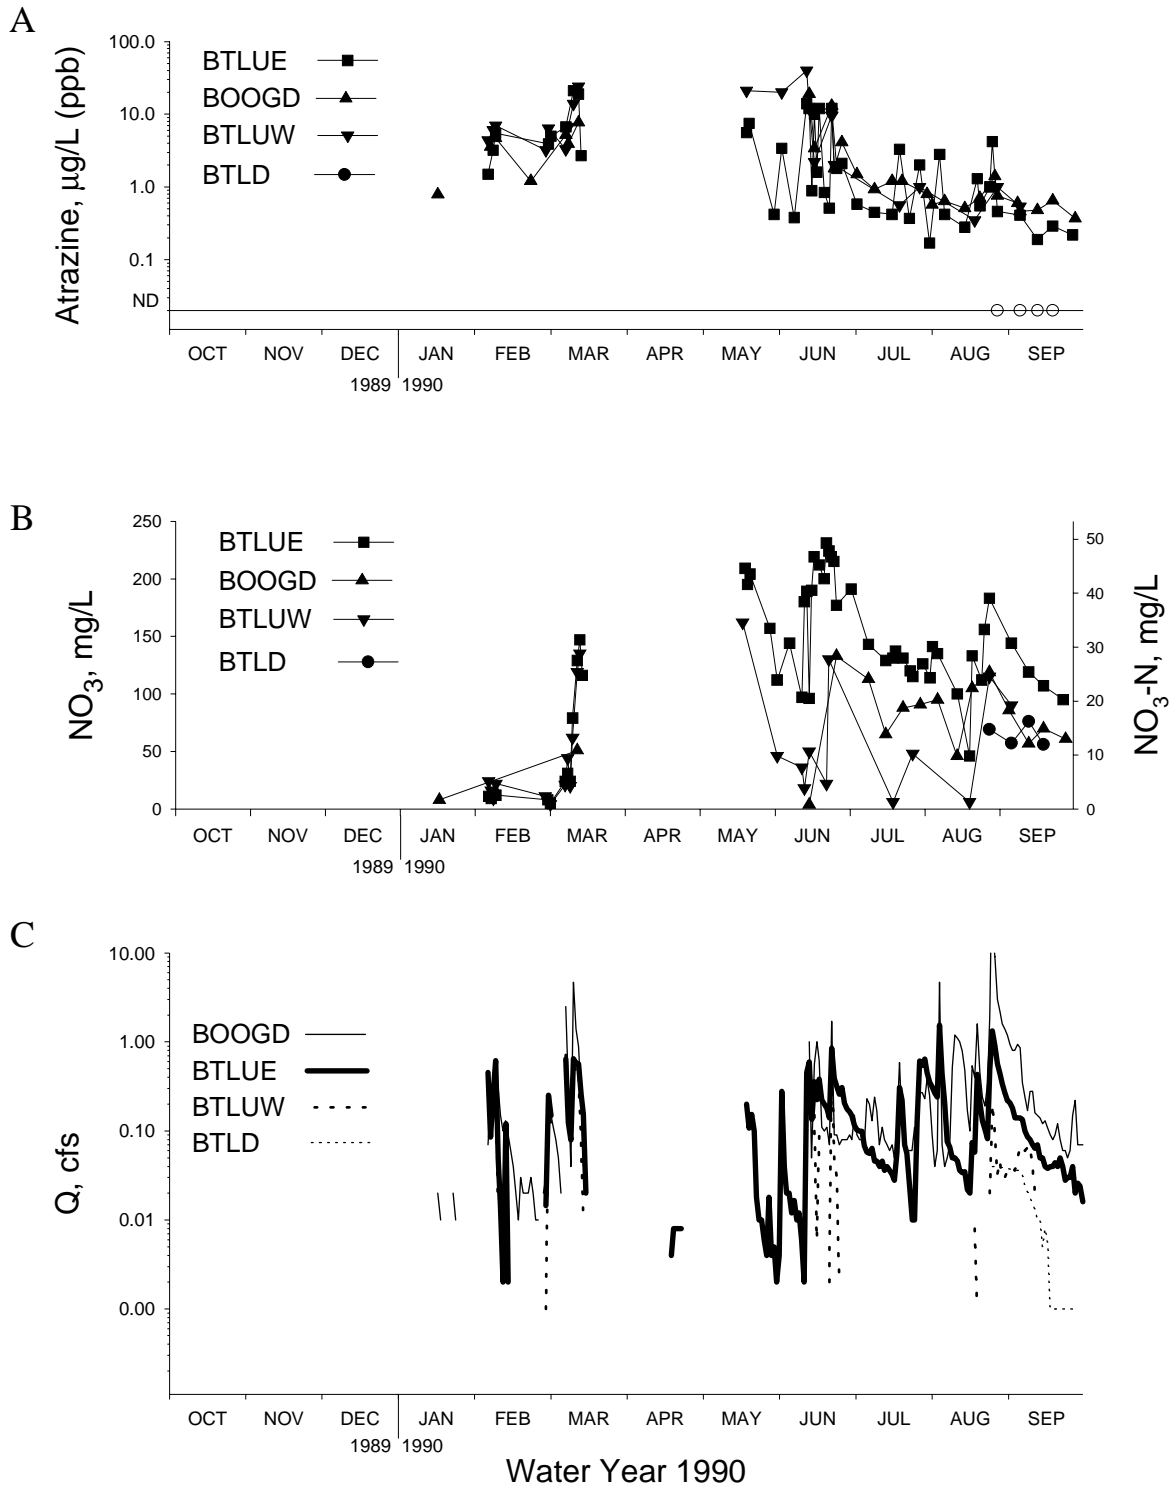 A
Atrazine, µg/L (ppb)
100.0
10.0
1.0
0.1
ND
BTLUE
BOOGD
BTLUW
BTLD
OCT NOV DEC JAN FEB MAR APR MAY JUN JUL AUG SEP
1989 1990
B
NO3, mg/L
250
200
150
100
50
0
BTLUE
BOOGD
BTLUW
BTLD
50
40
30
20
10
0
NO3-N, mg/L
OCT NOV DEC JAN FEB MAR APR MAY JUN JUL AUG SEP
1989 1990
C
Q, cfs
10.00
1.00
0.10
0.01
0.00
BOOGD
BTLUE
BTLUW
BTLD
OCT NOV DEC JAN FEB MAR APR MAY JUN JUL AUG SEP
1989 1990
Water Year 1990